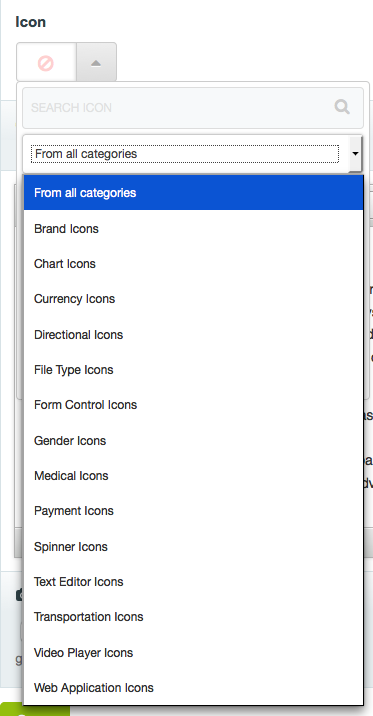 Icon
SEARCH ICON
From all categories
From all categories
Brand Icons
Chart Icons
Currency Icons
Directional Icons
File Type Icons
Form Control Icons
Gender Icons
Medical Icons
Payment Icons
Spinner Icons
Text Editor Icons
Transportation Icons
Video Player Icons
Web Application Icons